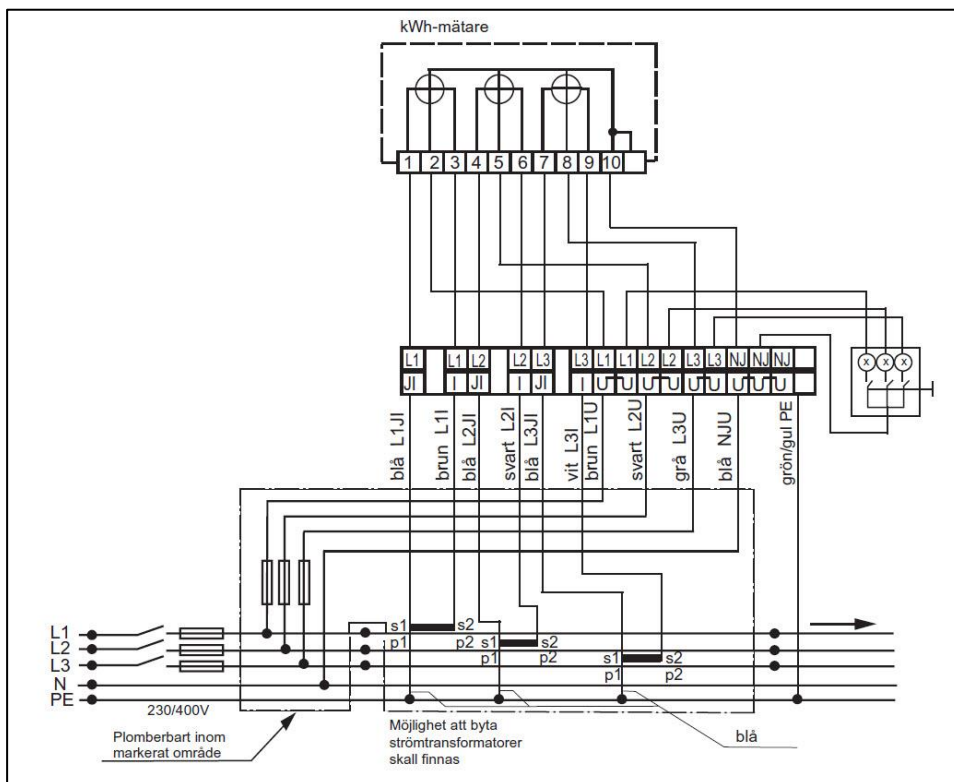 kWh-mätare
1 2 3 4 5 6 7 8 9 10
x x x
L1 L1 L2 L2 L3 L3 L1 L1 L2 L2 L3 L3 NJ NJ NJ
JI I JI I JI I U U U U U U U U U
blå L1JI
brun L1I
blå L2JI
svart L2I
blå L3JI
vit L3I
brun L1U
svart L2U
grå L3U
blå NJU
grön/gul PE
L1
L2
L3
N
PE
s1 s2
p1 p2
s1 s2
p1 p2
s1 s2
p1 p2
230/400V
Plomberbart inom
markerat område
Möjlighet att byta
strömtransformatorer
skall finnas
blå